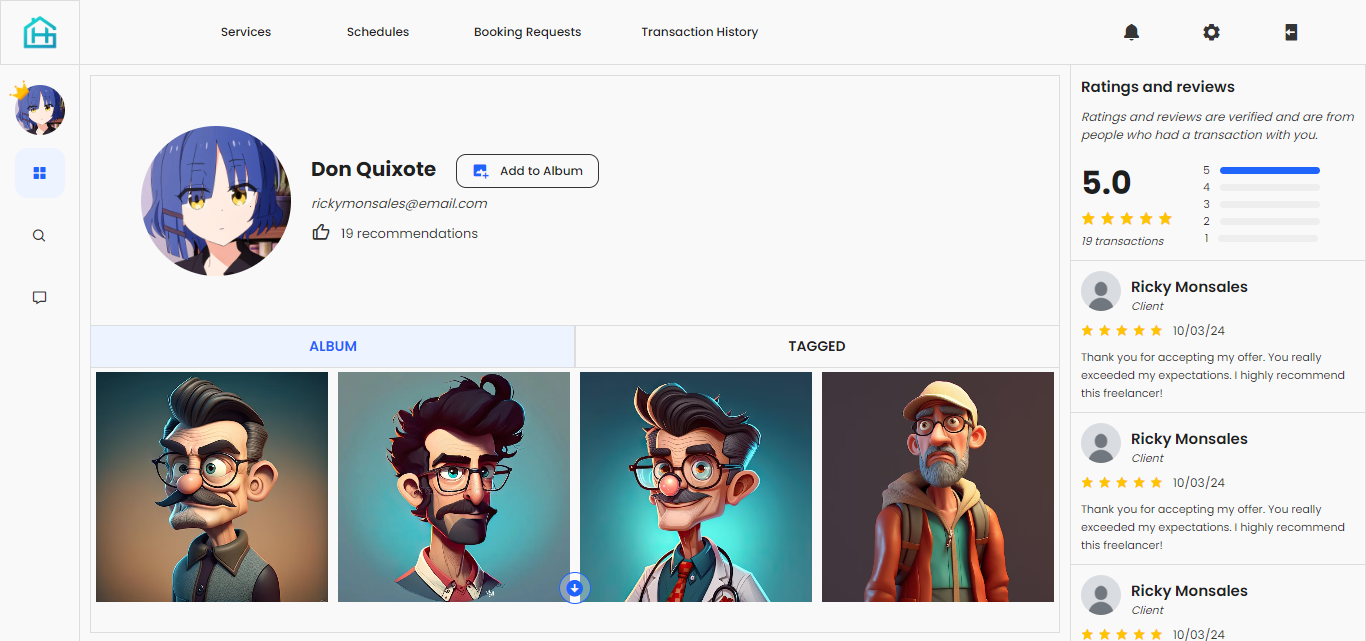 Services
Schedules
Booking Requests
Transaction History
Don Quixote
Add to Album
rickymonsales@email.com
19 recommendations
ALBUM
TAGGED
Ratings and reviews
Ratings and reviews are verified and are from
people who had a transaction with you.
5.0
19 transactions
5
4
3
2
1
Ricky Monsales
Client
10/03/24
Thank you for accepting my offer. You really
exceeded my expectations. I highly recommend
this freelancer!
Ricky Monsales
Client
10/03/24
Thank you for accepting my offer. You really
exceeded my expectations. I highly recommend
this freelancer!
Ricky Monsales
Client
10/03/24